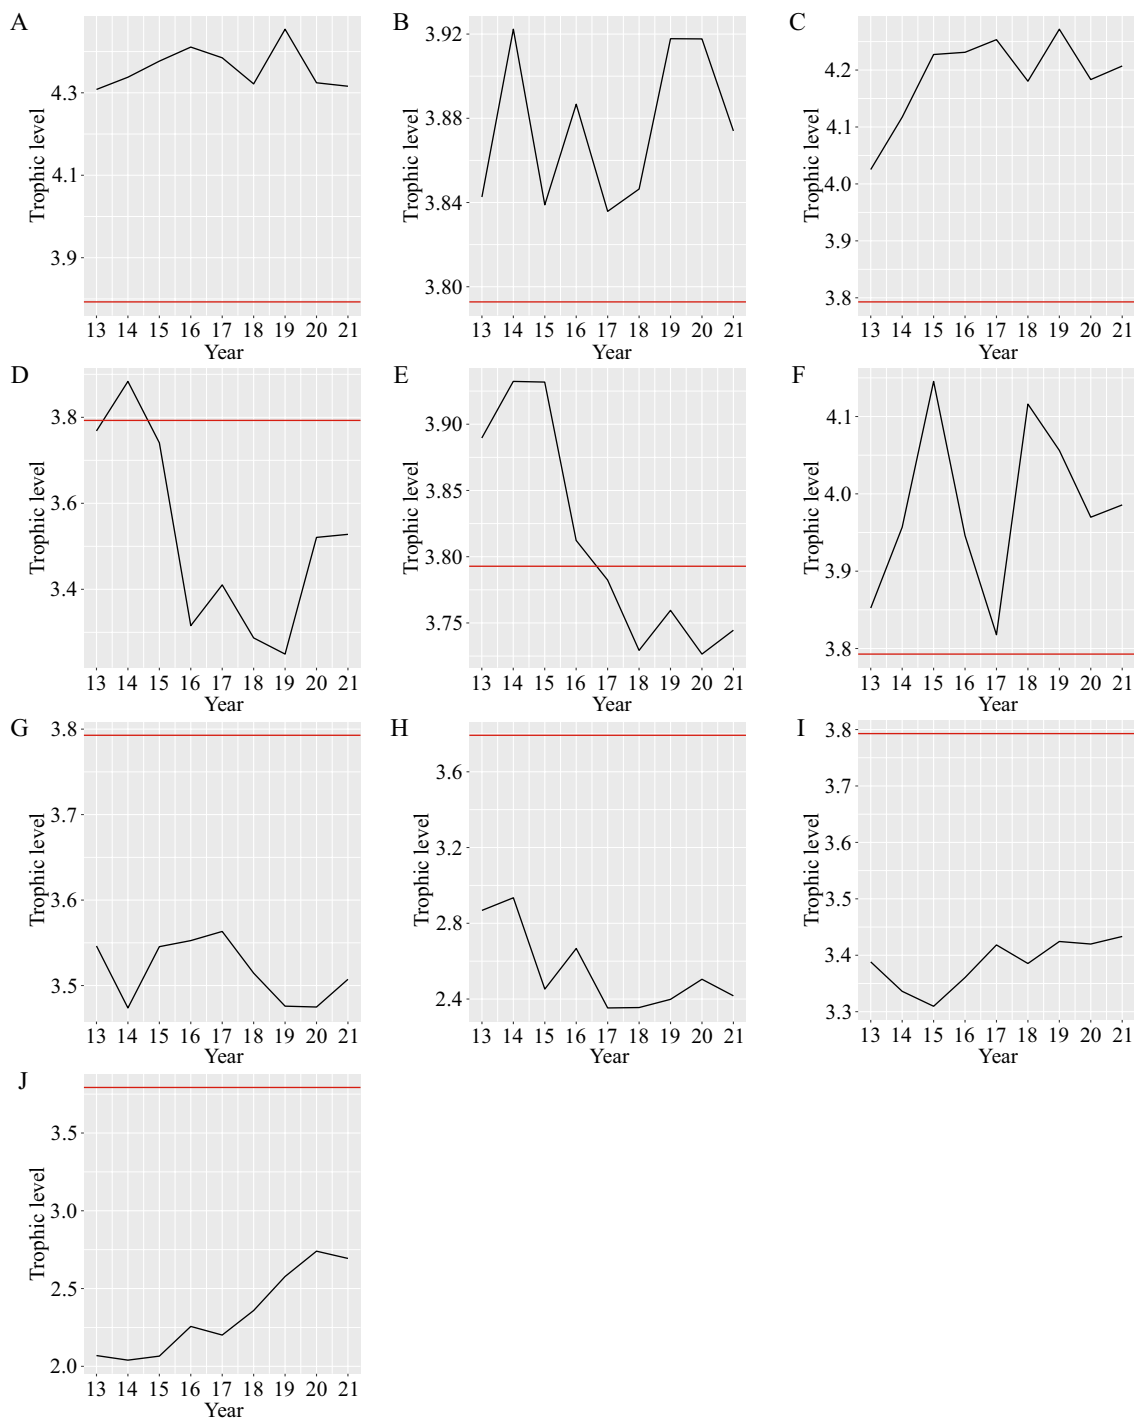 A
Trophic level
4.3
4.1
4.0
3.9
13 14 15 16 17 18 19 20 21
Year
B
Trophic level
3.92
3.88
3.84
3.80
13 14 15 16 17 18 19 20 21
Year
C
Trophic level
4.2
4.1
4.0
3.9
3.8
13 14 15 16 17 18 19 20 21
Year
D
Trophic level
3.8
3.6
3.4
13 14 15 16 17 18 19 20 21
Year
E
Trophic level
3.90
3.85
3.80
3.75
13 14 15 16 17 18 19 20 21
Year
F
Trophic level
4.1
4.0
3.9
3.8
13 14 15 16 17 18 19 20 21
Year
G
Trophic level
3.8
3.7
3.6
3.5
13 14 15 16 17 18 19 20 21
Year
H
Trophic level
3.6
3.2
2.8
2.4
13 14 15 16 17 18 19 20 21
Year
I
Trophic level
3.8
3.7
3.6
3.5
3.4
3.3
13 14 15 16 17 18 19 20 21
Year
J
Trophic level
3.5
3.0
2.5
2.0
13 14 15 16 17 18 19 20 21
Year